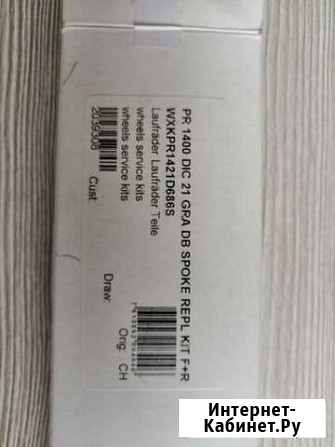 PR 1400 DIC 21 GRA DB SPOKE REPL KIT F+R
WXKPR1421D686S
Laufräder Laufräder Teile
wheels service kits
wheels service kits
2039308
Cust.
Draw:
Orig: CH
Интернет-
Кабинет.Ру